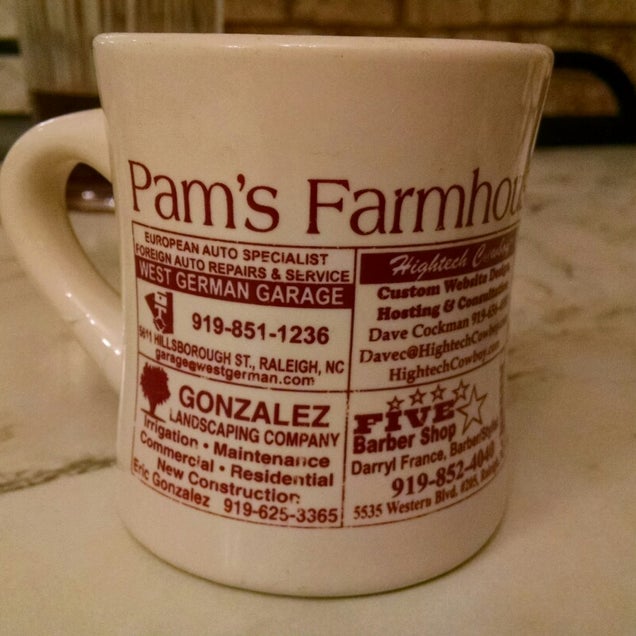 Pam's Farmhou
EUROPEAN AUTO SPECIALIST
FOREIGN AUTO REPAIRS & SERVICE
WEST GERMAN GARAGE
919-851-1236
5611 HILLSBOROUGH ST., RALEIGH, NC
garage@westgerman.com
Hightech
Custom Website Design
Hosting &
Dave Cockman
Davec@HightechCowboy
HightechCowboy.com
GONZALEZ
LANDSCAPING COMPANY
Irrigation • Maintenance
Commercial • Residential
New Construction
Eric Gonzalez 919-625-3365
FIVE
Barber Shop
Darryl France,
919-852-4040
5535 Western Blvd, #205,